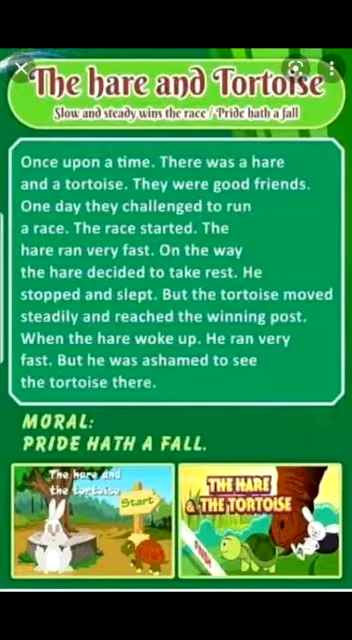 The hare and Tortoise
Slow and steady wins the race / Pride hath a fall
Once upon a time. There was a hare
and a tortoise. They were good friends.
One day they challenged to run
a race. The race started. The
hare ran very fast. On the way
the hare decided to take rest. He
stopped and slept. But the tortoise moved
steadily and reached the winning post.
When the hare woke up. He ran very
fast. But he was ashamed to see
the tortoise there.
MORAL:
PRIDE HATH A FALL.
The hare and
the tortoise
Start
THE HARE
& THE TORTOISE
FINISH